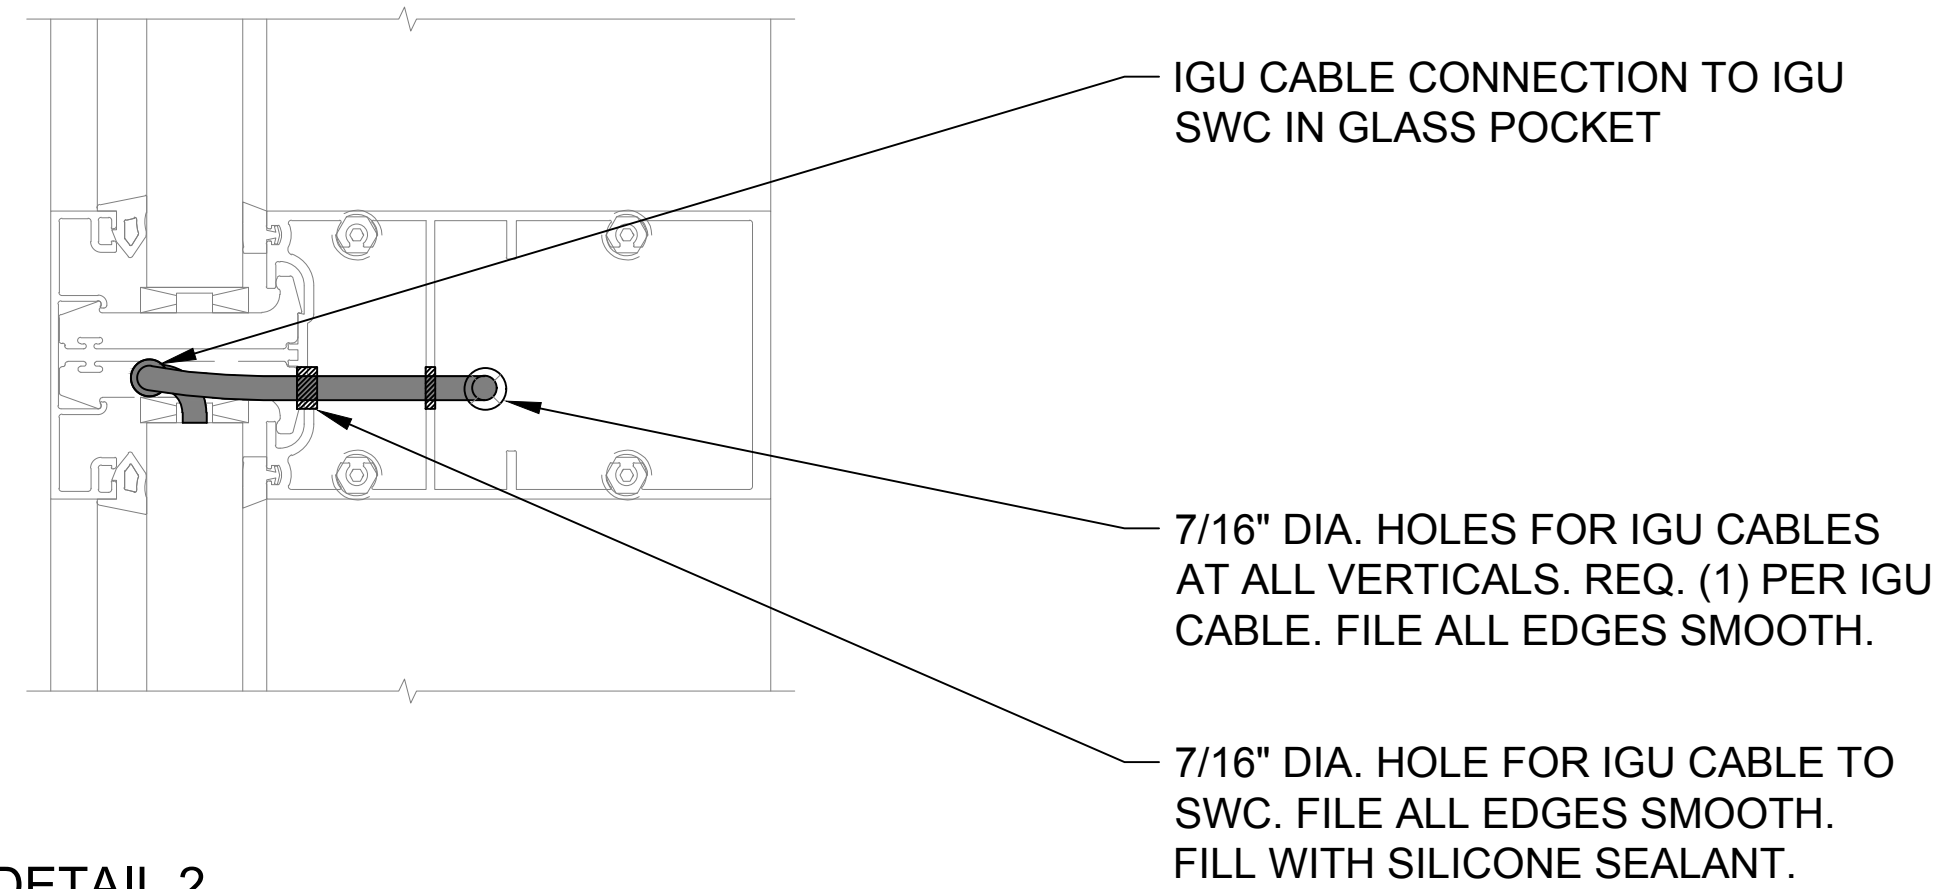 IGU CABLE CONNECTION TO IGU
SWC IN GLASS POCKET
7/16" DIA. HOLES FOR IGU CABLES
AT ALL VERTICALS. REQ. (1) PER IGU
CABLE. FILE ALL EDGES SMOOTH.
7/16" DIA. HOLE FOR IGU CABLE TO
SWC. FILE ALL EDGES SMOOTH.
FILL WITH SILICONE SEALANT.
DETAIL 2